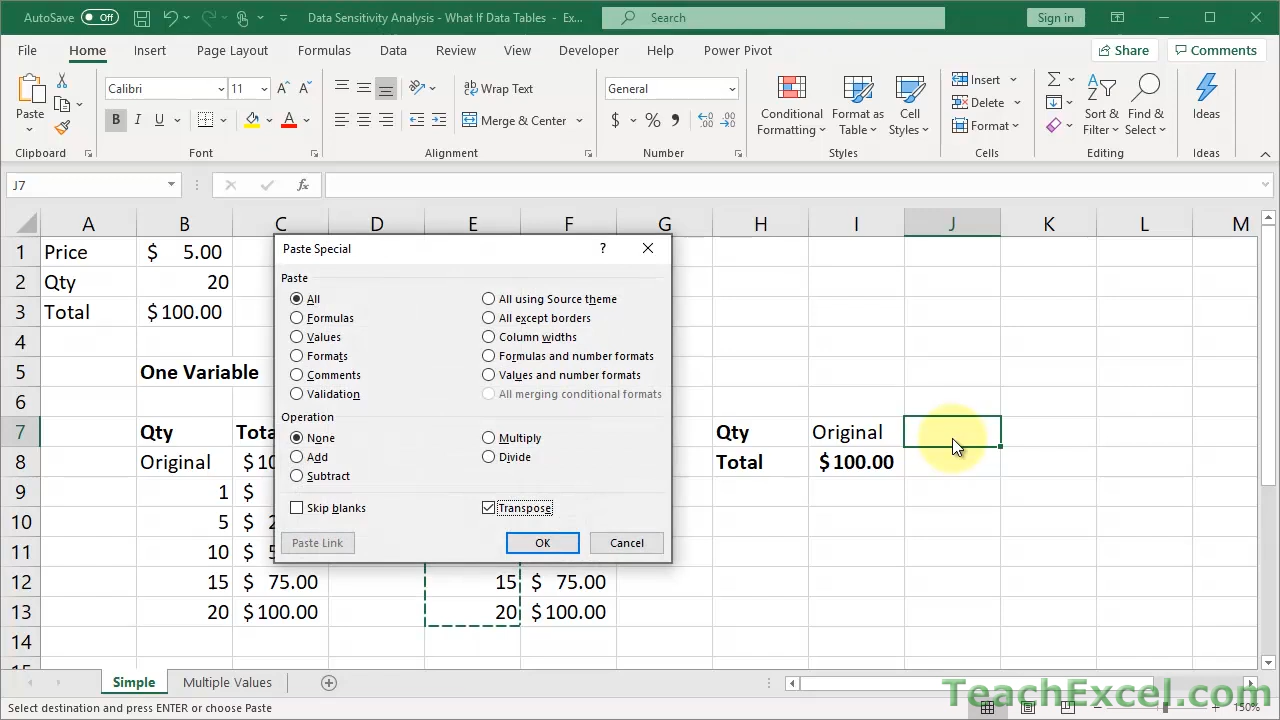 AutoSave Off Data Sensitivity Analysis - What If Data Tables - Ex... Search Sign in
File Home Insert Page Layout Formulas Data Review View Developer Help Power Pivot Share Comments
Calibri 11 Wrap Text General Insert Σ
Paste B I U A Merge & Center $ % Conditional Formatting Format as Table Cell Styles Delete Format Sort & Filter Find & Select Ideas
Clipboard Font Alignment Number Styles Cells Editing Ideas
J7 fx
A B C D E F G H I J K L M
1 Price $ 5.00
2 Qty 20
3 Total $100.00
4
5 One Variable
6
7 Qty Qty Original
8 Original Total $100.00
9 1 $
10 5 $
11 10 $
12 15 $ 75.00 15 $ 75.00
13 20 $100.00 20 $100.00
14
Paste Special ?
Paste
All All using Source theme
Formulas All except borders
Values Column widths
Formats Formulas and number formats
Comments Values and number formats
Validation All merging conditional formats
Operation
None Multiply
Add Divide
Subtract
Skip blanks Transpose
Paste Link OK Cancel
Simple Multiple Values
Select destination and press ENTER or choose Paste 150%
TeachExcel.com